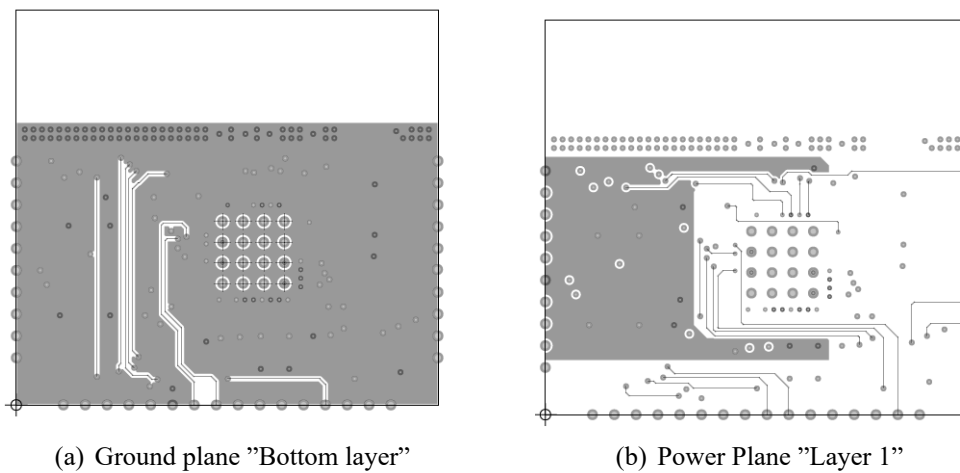 (a) Ground plane ”Bottom layer”
(b) Power Plane ”Layer 1”